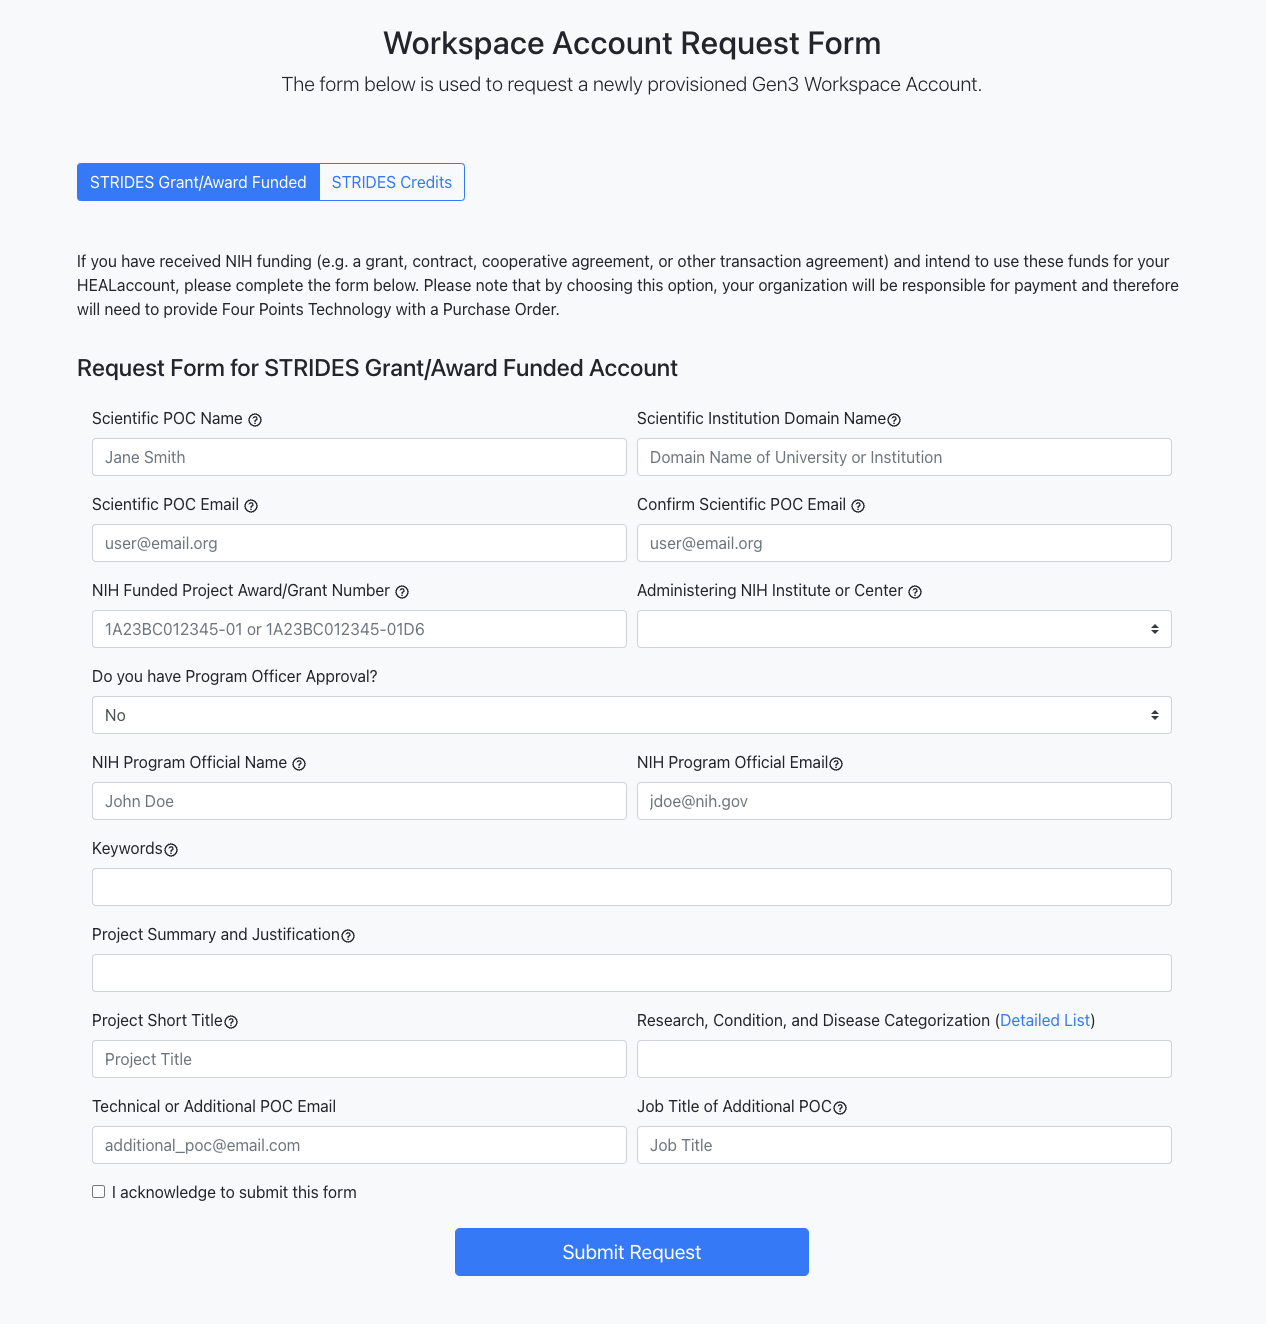 Workspace Account Request Form
The form below is used to request a newly provisioned Gen3 Workspace Account.
STRIDES Grant/Award Funded
STRIDES Credits
If you have received NIH funding (e.g. a grant, contract, cooperative agreement, or other transaction agreement) and intend to use these funds for your
HEALaccount, please complete the form below. Please note that by choosing this option, your organization will be responsible for payment and therefore
will need to provide Four Points Technology with a Purchase Order.
Request Form for STRIDES Grant/Award Funded Account
Scientific POC Name
Scientific Institution Domain Name
Jane Smith
Domain Name of University or Institution
Scientific POC Email
Confirm Scientific POC Email
user@email.org
user@email.org
NIH Funded Project Award/Grant Number
Administering NIH Institute or Center
1A23BC012345-01 or 1A23BC012345-01D6
Do you have Program Officer Approval?
No
NIH Program Official Name
NIH Program Official Email
John Doe
jdoe@nih.gov
Keywords
Project Summary and Justification
Project Short Title
Research, Condition, and Disease Categorization (Detailed List)
Project Title
Technical or Additional POC Email
Job Title of Additional POC
additional_poc@email.com
Job Title
I acknowledge to submit this form
Submit Request